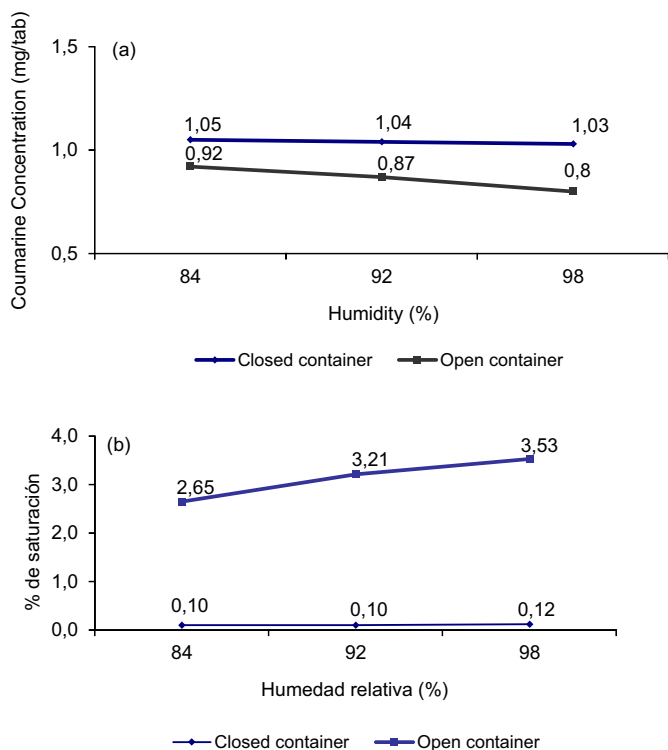 Coumarine Concentration (mg/tab)
(a)
1,5
1,0
0,5
1,05
1,04
1,03
0,92
0,87
0,8
84
92
98
Humidity (%)
Closed container
Open container
% de saturación
(b)
4,0
3,0
2,0
1,0
0,0
2,65
3,21
3,53
0,10
0,10
0,12
84
92
98
Humedad relativa (%)
Closed container
Open container